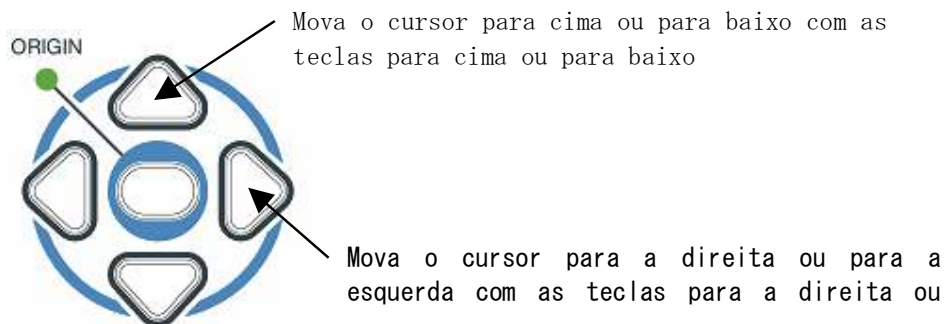 Mova o cursor para cima ou para baixo com as
teclas para cima ou para baixo
ORIGIN
Mova o cursor para a direita ou para a
esquerda com as teclas para a direita ou